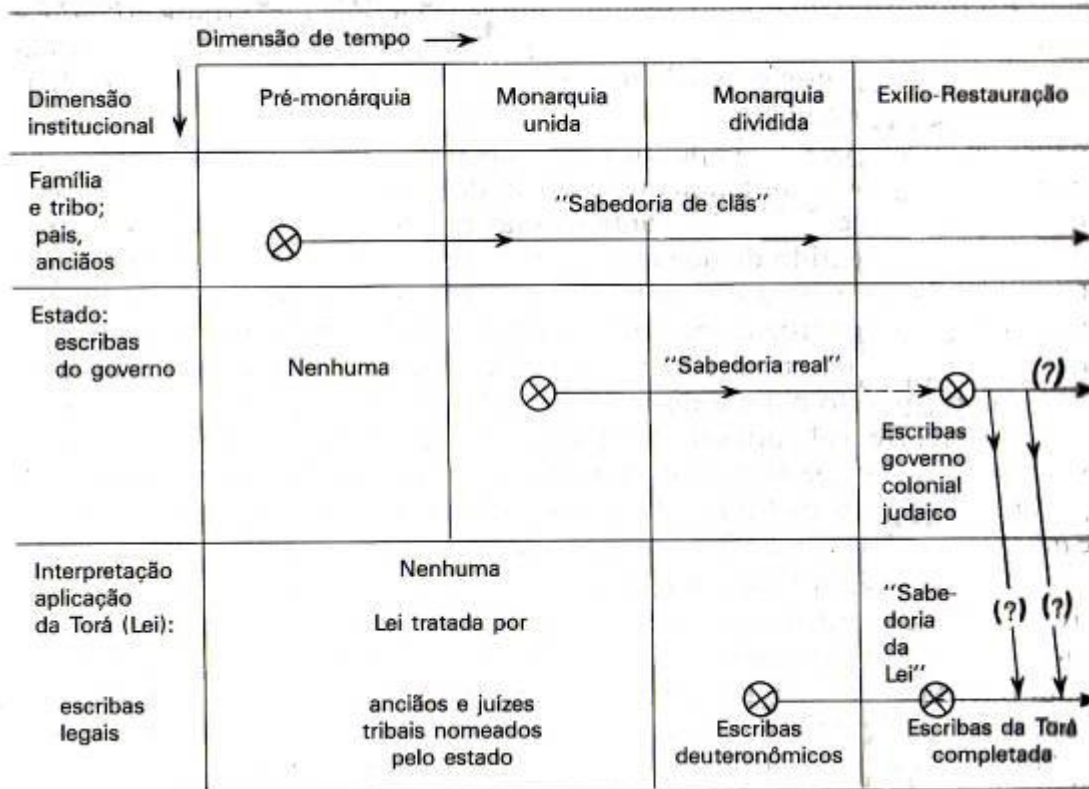 Dimensão de tempo
Dimensão
institucional
Pré-monárquia
Monarquia
unida
Monarquia
dividida
Exílio-Restauração
Família
e tribo;
pais,
anciãos
"Sabedoria de clãs"
Estado:
escribas
do governo
Nenhuma
"Sabedoria real"
(?)
Escribas
governo
colonial
judaico
Interpretação
aplicação
da Torá (Lei):
escribas
legais
Nenhuma
Lei tratada por
anciãos e juízes
tribais nomeados
pelo estado
Escribas
deuteronômicos
"Sabe-
doria
da
Lei"
(?) (?)
Escribas da Torá
completada